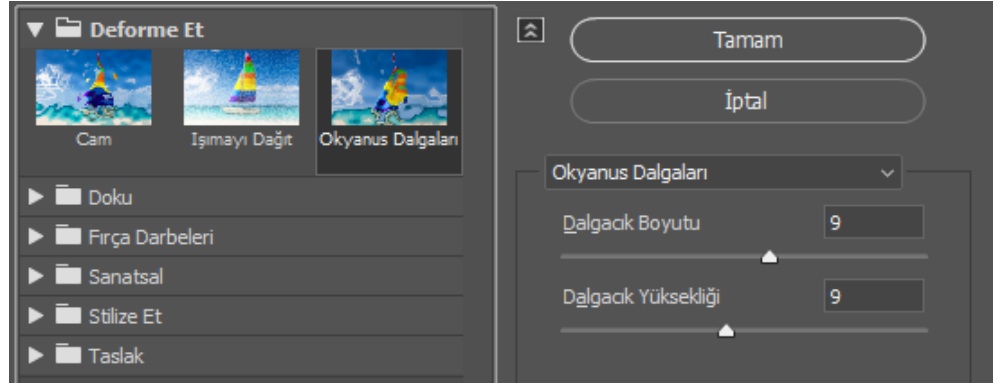 Deforme Et
Cam
Işımayı Dağıt
Okyanus Dalgaları
Doku
Fırça Darbeleri
Sanatsal
Stilize Et
Taslak
Tamam
İptal
Okyanus Dalgaları
Dalgacık Boyutu 9
Dalgacık Yüksekliği 9